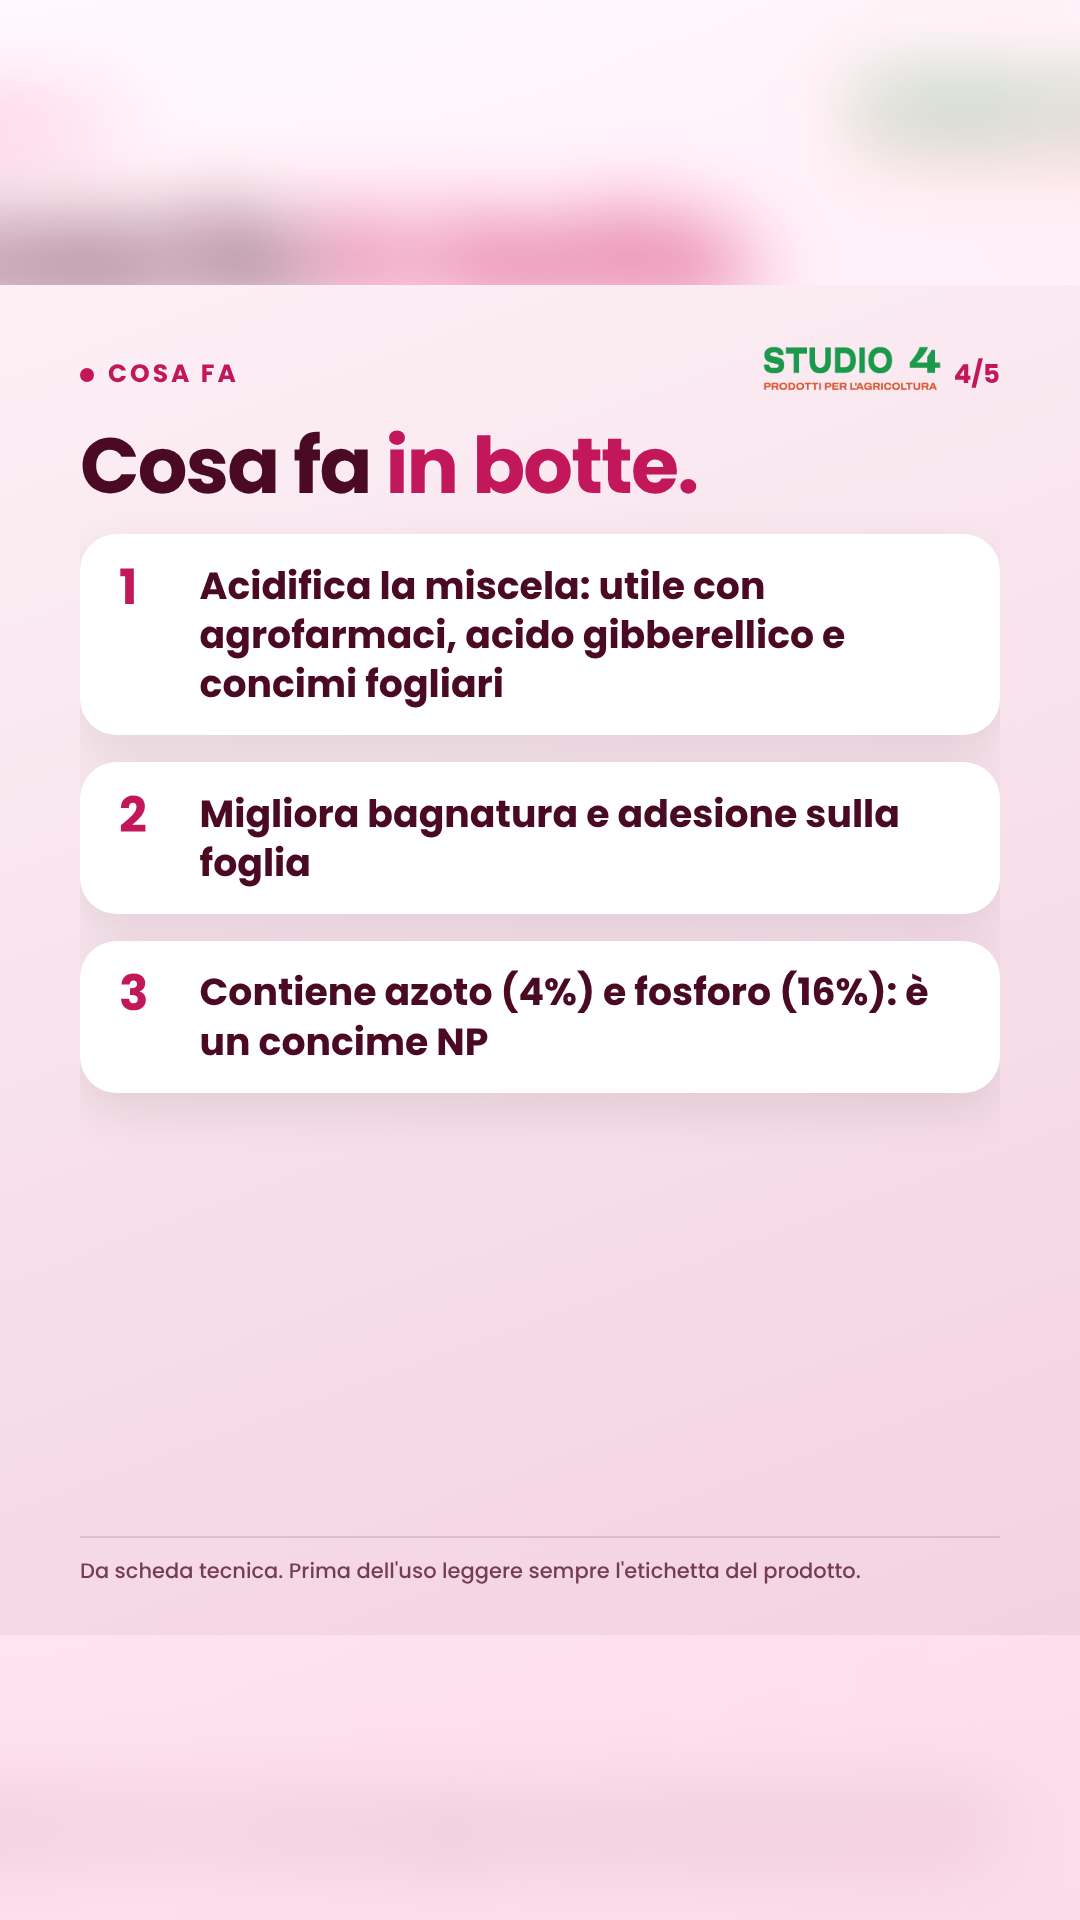 COSA FA
STUDIO 4
PRODOTTI PER L'AGRICOLTURA
4/5
Cosa fa in botte.
1
Acidifica la miscela: utile con
agrofarmaci, acido gibberellico e
concimi fogliari
2
Migliora bagnatura e adesione sulla
foglia
3
Contiene azoto (4%) e fosforo (16%): è
un concime NP
Da scheda tecnica. Prima dell'uso leggere sempre l'etichetta del prodotto.